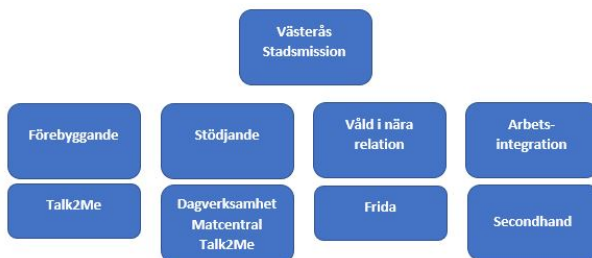 Västerås
Stadsmission
Förebyggande
Stödjande
Våld i nära
relation
Arbets-
integration
Talk2Me
Dagverksamhet
Matcentral
Talk2Me
Frida
Secondhand